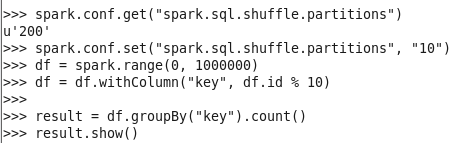 >>> spark.conf.get("spark.sql.shuffle.partitions")
u'200'
>>> spark.conf.set("spark.sql.shuffle.partitions", "10")
>>> df = spark.range(0, 1000000)
>>> df = df.withColumn("key", df.id % 10)
>>>
>>> result = df.groupBy("key").count()
>>> result.show()